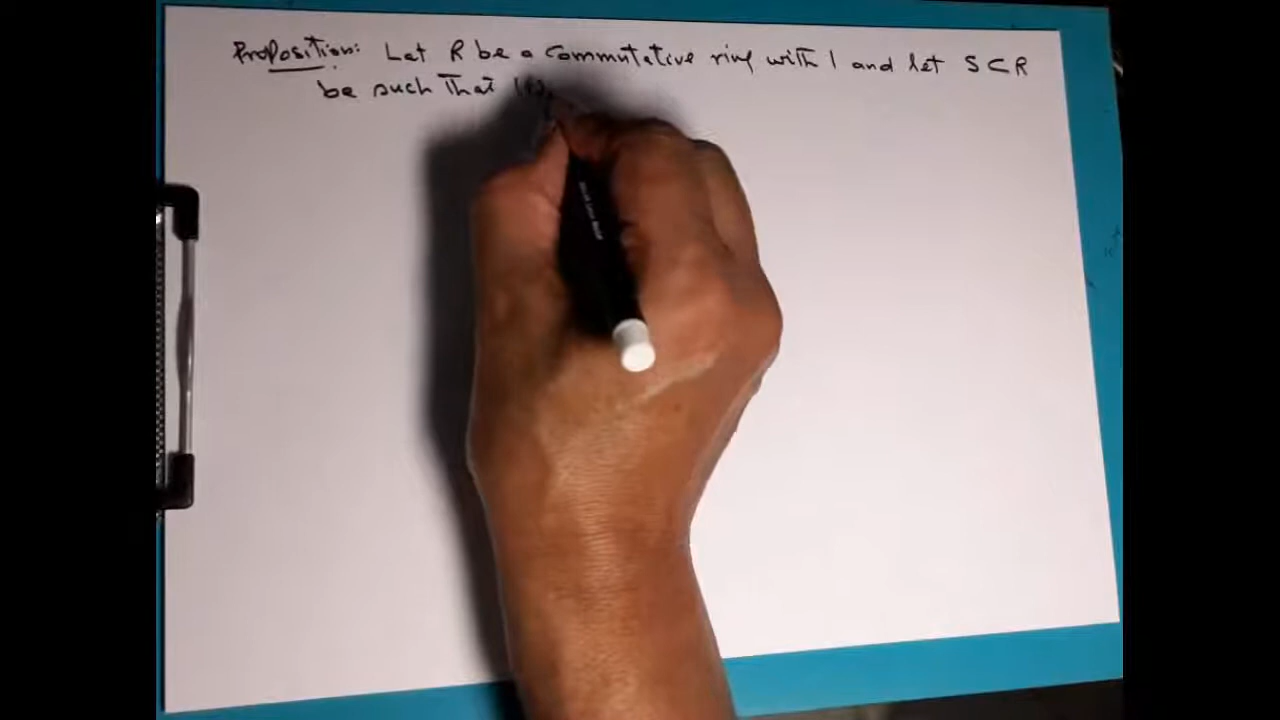 Proposition: Let R be a commutative ring with 1 and let S ⊂ R
be such that